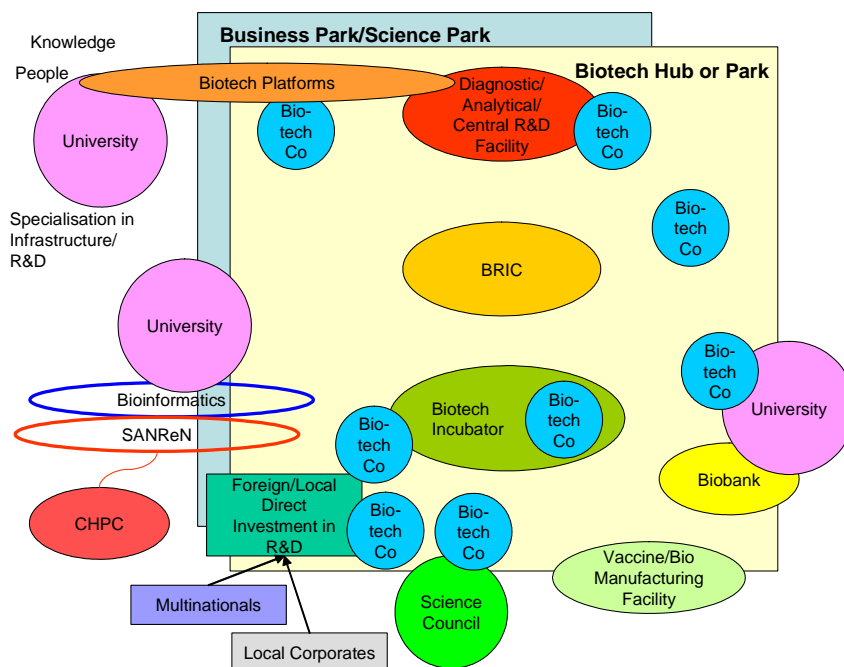 Knowledge
Business Park/Science Park
People
Biotech Platforms
Biotech Hub or Park
Diagnostic/
Analytical/
Central R&D
Facility
Bio-
tech
Co
Bio-
tech
Co
University
Specialisation in
Infrastructure/
R&D
Bio-
tech
Co
BRIC
University
Bio-
tech
Co
University
Bioinformatics
SANReN
Biotech
Incubator
Bio-
tech
Co
Bio-
tech
Co
Biobank
CHPC
Foreign/Local
Direct
Investment in
R&D
Bio-
tech
Co
Bio-
tech
Co
Vaccine/Bio
Manufacturing
Facility
Science
Council
Multinationals
Local Corporates